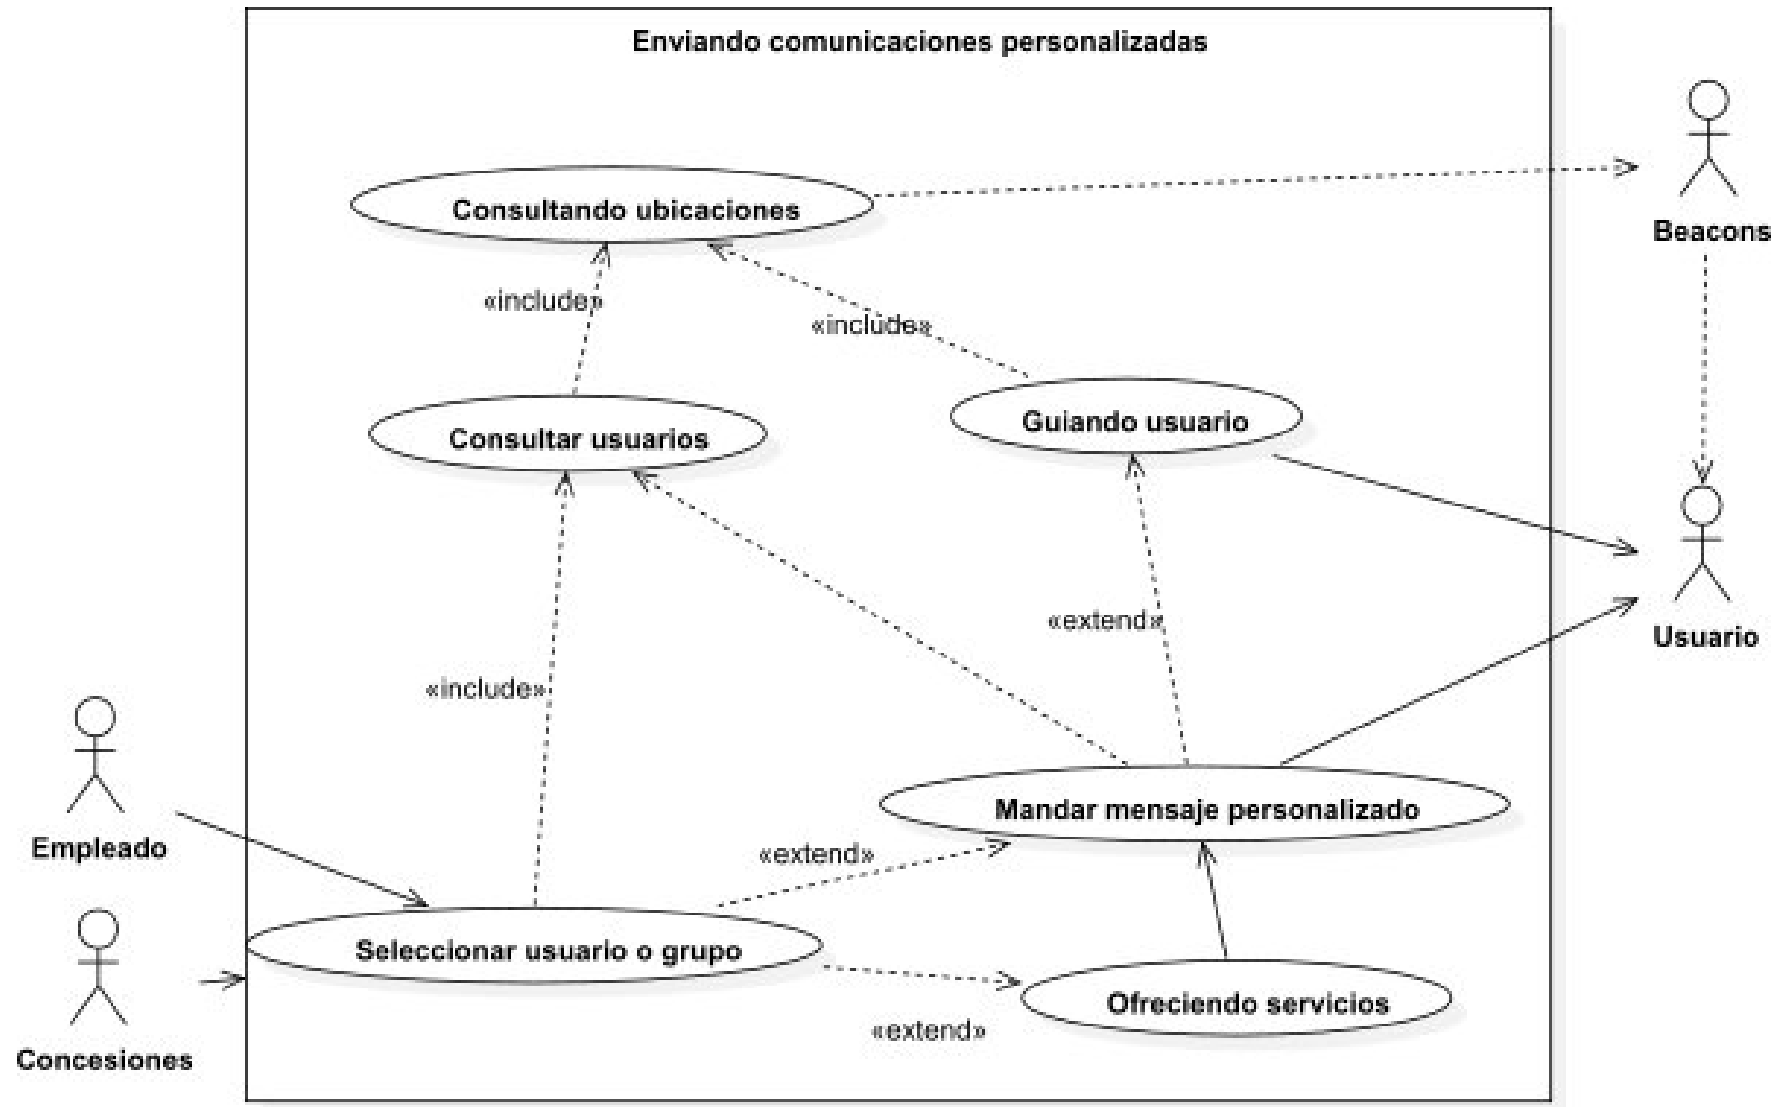 Enviando comunicaciones personalizadas
Consultando ubicaciones
Beacons
«include»
«include»
Consultar usuarios
Guiando usuario
«extend»
Usuario
«include»
Mandar mensaje personalizado
Empleado
«extend»
Seleccionar usuario o grupo
Ofreciendo servicios
«extend»
Concesiones